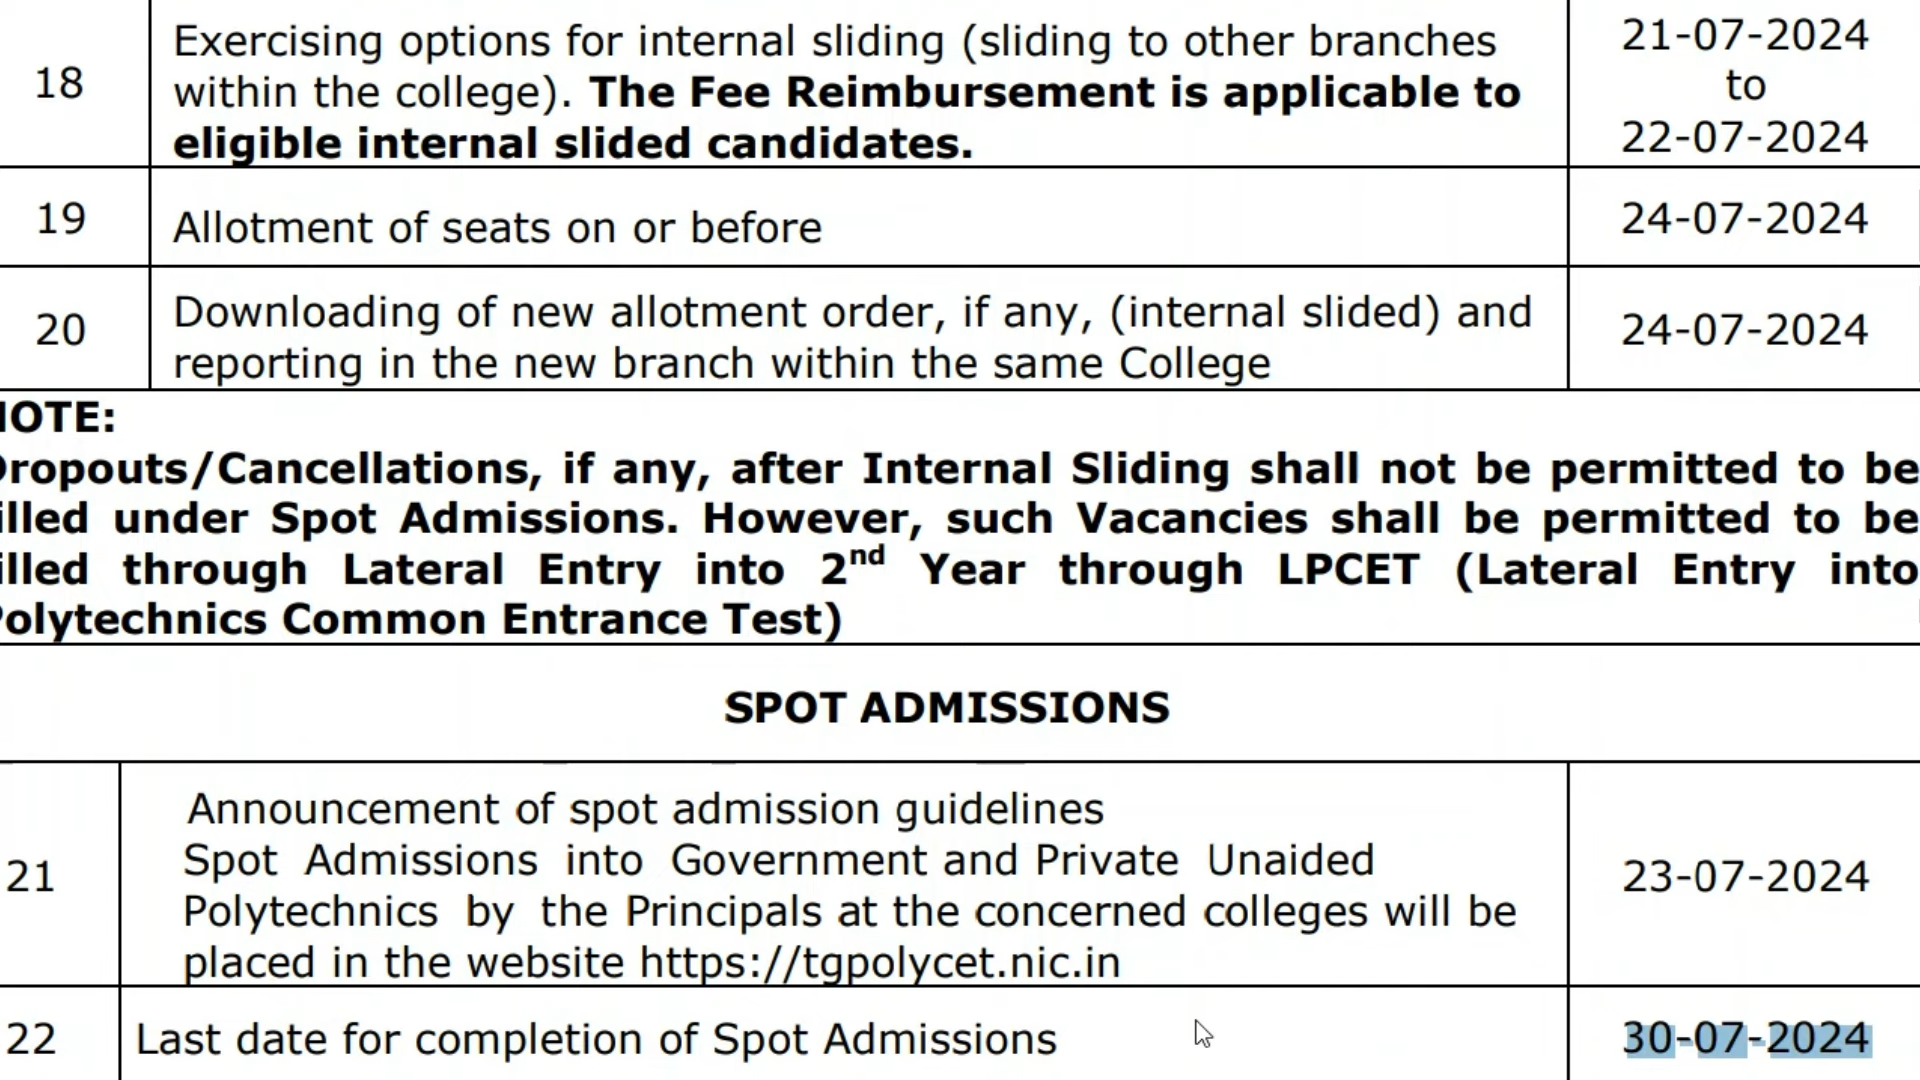 18
Exercising options for internal sliding (sliding to other branches
within the college). The Fee Reimbursement is applicable to
eligible internal slided candidates.
21-07-2024
to
22-07-2024
19
Allotment of seats on or before
24-07-2024
20
Downloading of new allotment order, if any, (internal slided) and
reporting in the new branch within the same College
24-07-2024
OTE:
ropouts/Cancellations, if any, after Internal Sliding shall not be permitted to be
illed under Spot Admissions. However, such Vacancies shall be permitted to be
illed through Lateral Entry into 2nd Year through LPCET (Lateral Entry into
olytechnics Common Entrance Test)
SPOT ADMISSIONS
21
Announcement of spot admission guidelines
Spot Admissions into Government and Private Unaided
Polytechnics by the Principals at the concerned colleges will be
placed in the website https://tgpolycet.nic.in
23-07-2024
22
Last date for completion of Spot Admissions
30-07-2024